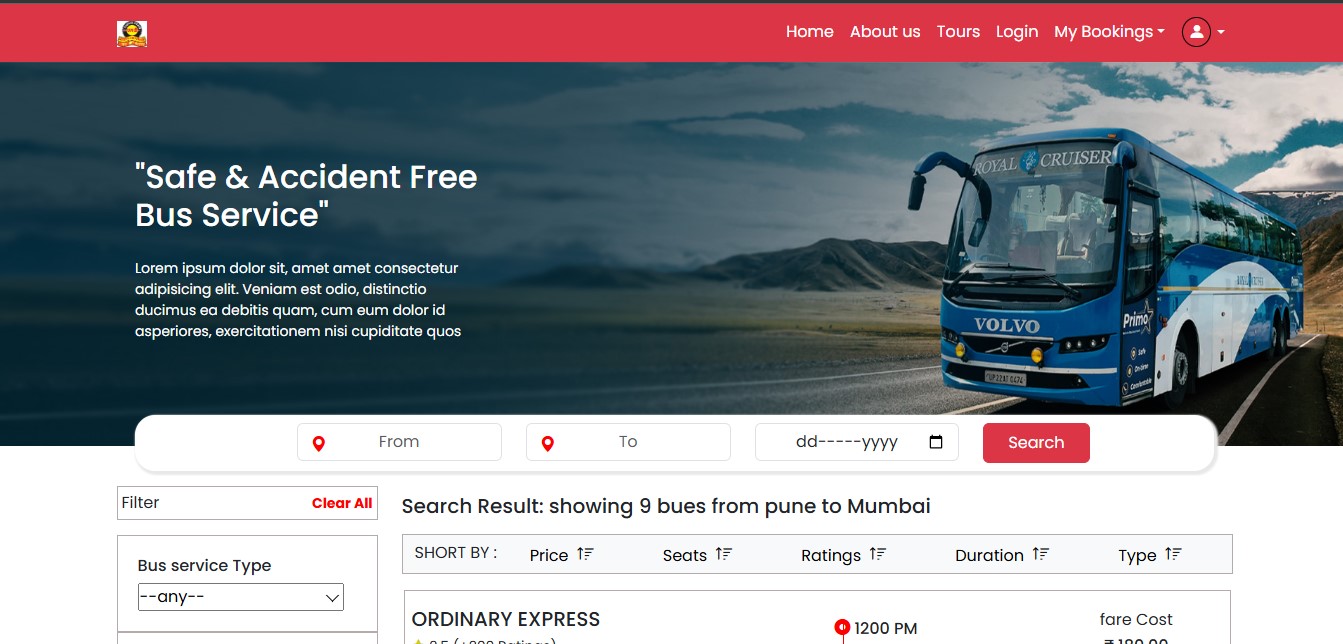 Home About us Tours Login My Bookings
"Safe & Accident Free
Bus Service"
Lorem ipsum dolor sit, amet amet consectetur
adipisicing elit. Veniam est odio, distinctio
ducimus ea debitis quam, cum eum dolor id
asperiores, exercitationem nisi cupiditate quos
ROYAL CRUISER
VOLVO
Primo
Safe
On-time
Comfortable
From To dd-----yyyy Search
Filter Clear All
Search Result: showing 9 bues from pune to Mumbai
SHORT BY : Price Seats Ratings Duration Type
Bus service Type
--any--
ORDINARY EXPRESS
1200 PM
fare Cost